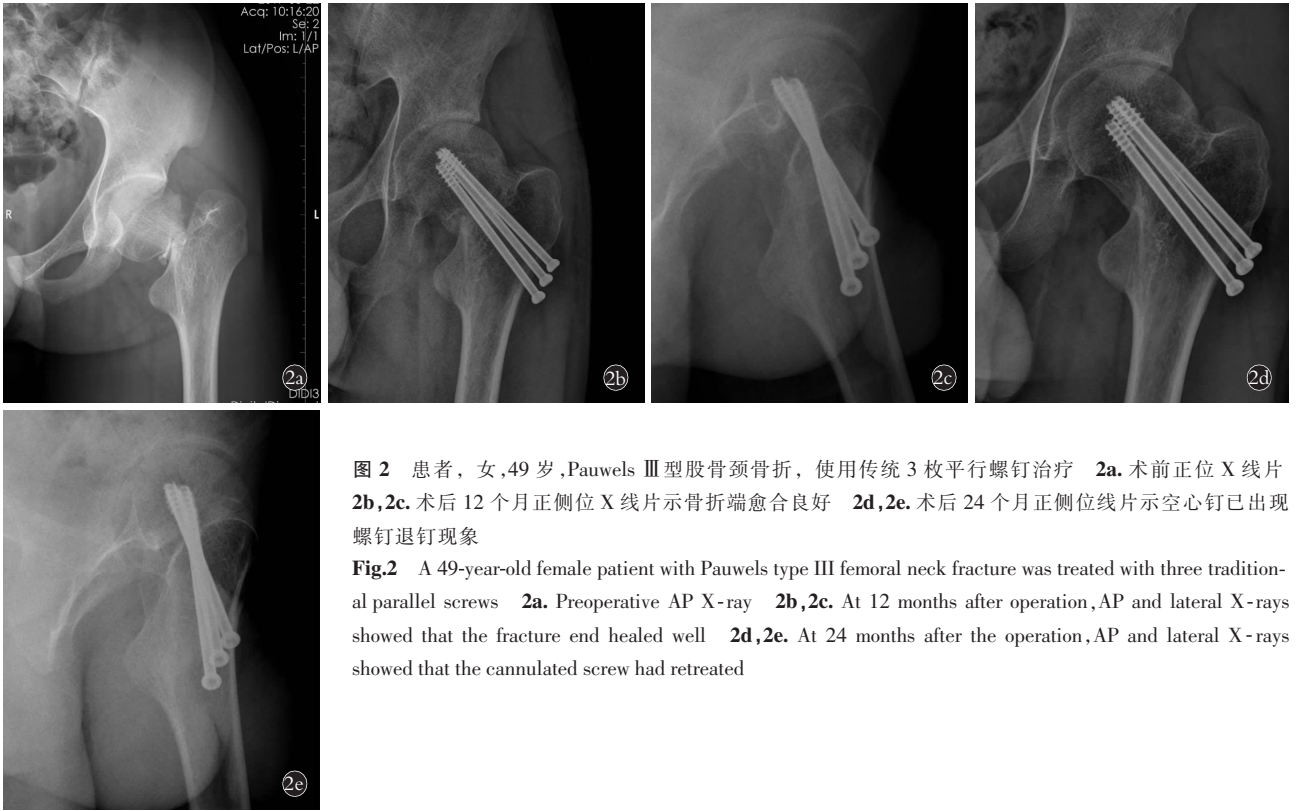 Acq: 10:16:20
Se: 2
Im: 1/1
Lat/Pos: L/AP
R
L
2a
DIDI3
2b
2c
2d
2e
图 2 患者，女，49 岁，Pauwels Ⅲ型股骨颈骨折，使用传统 3 枚平行螺钉治疗 2a. 术前正位 X 线片
2b，2c. 术后 12 个月正侧位 X 线片示骨折端愈合良好 2d，2e. 术后 24 个月正侧位线片示空心钉已出现
螺钉退钉现象
Fig.2 A 49-year-old female patient with Pauwels type III femoral neck fracture was treated with three tradition-
al parallel screws 2a. Preoperative AP X-ray 2b,2c. At 12 months after operation,AP and lateral X-rays
showed that the fracture end healed well 2d,2e. At 24 months after the operation,AP and lateral X-rays
showed that the cannulated screw had retreated